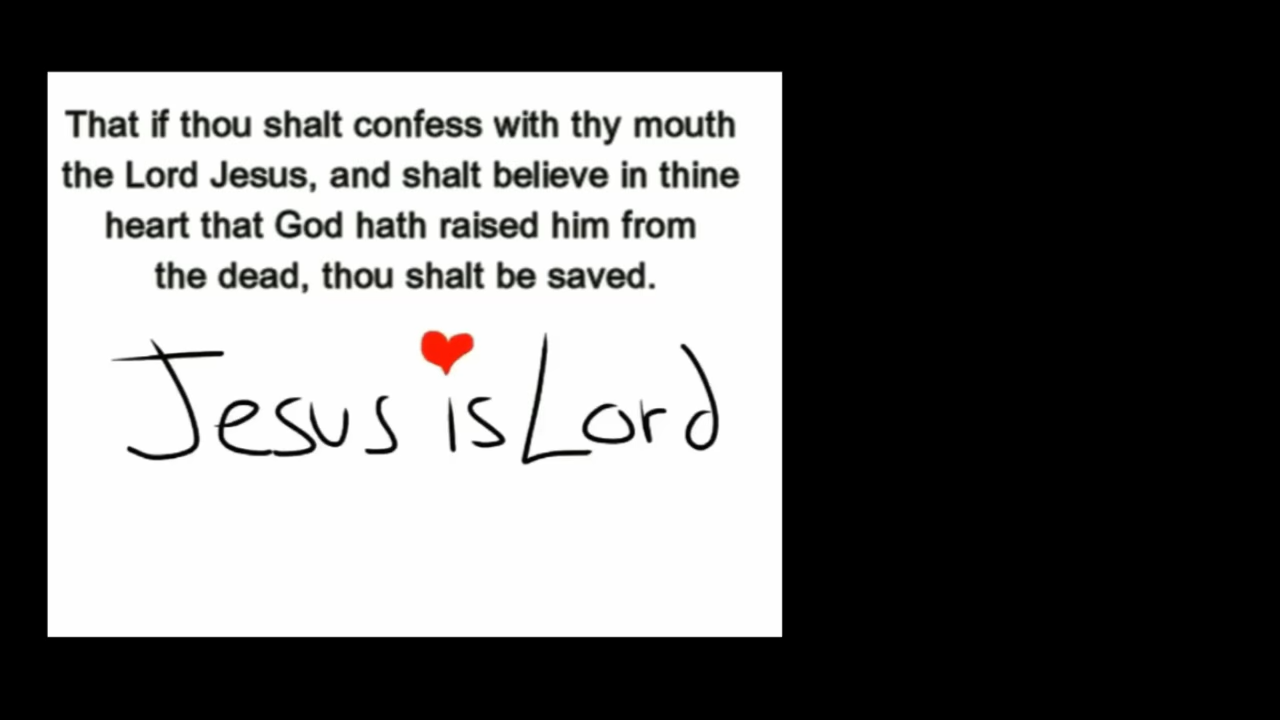 That if thou shalt confess with thy mouth
the Lord Jesus, and shalt believe in thine
heart that God hath raised him from
the dead, thou shalt be saved.
Jesus is Lord